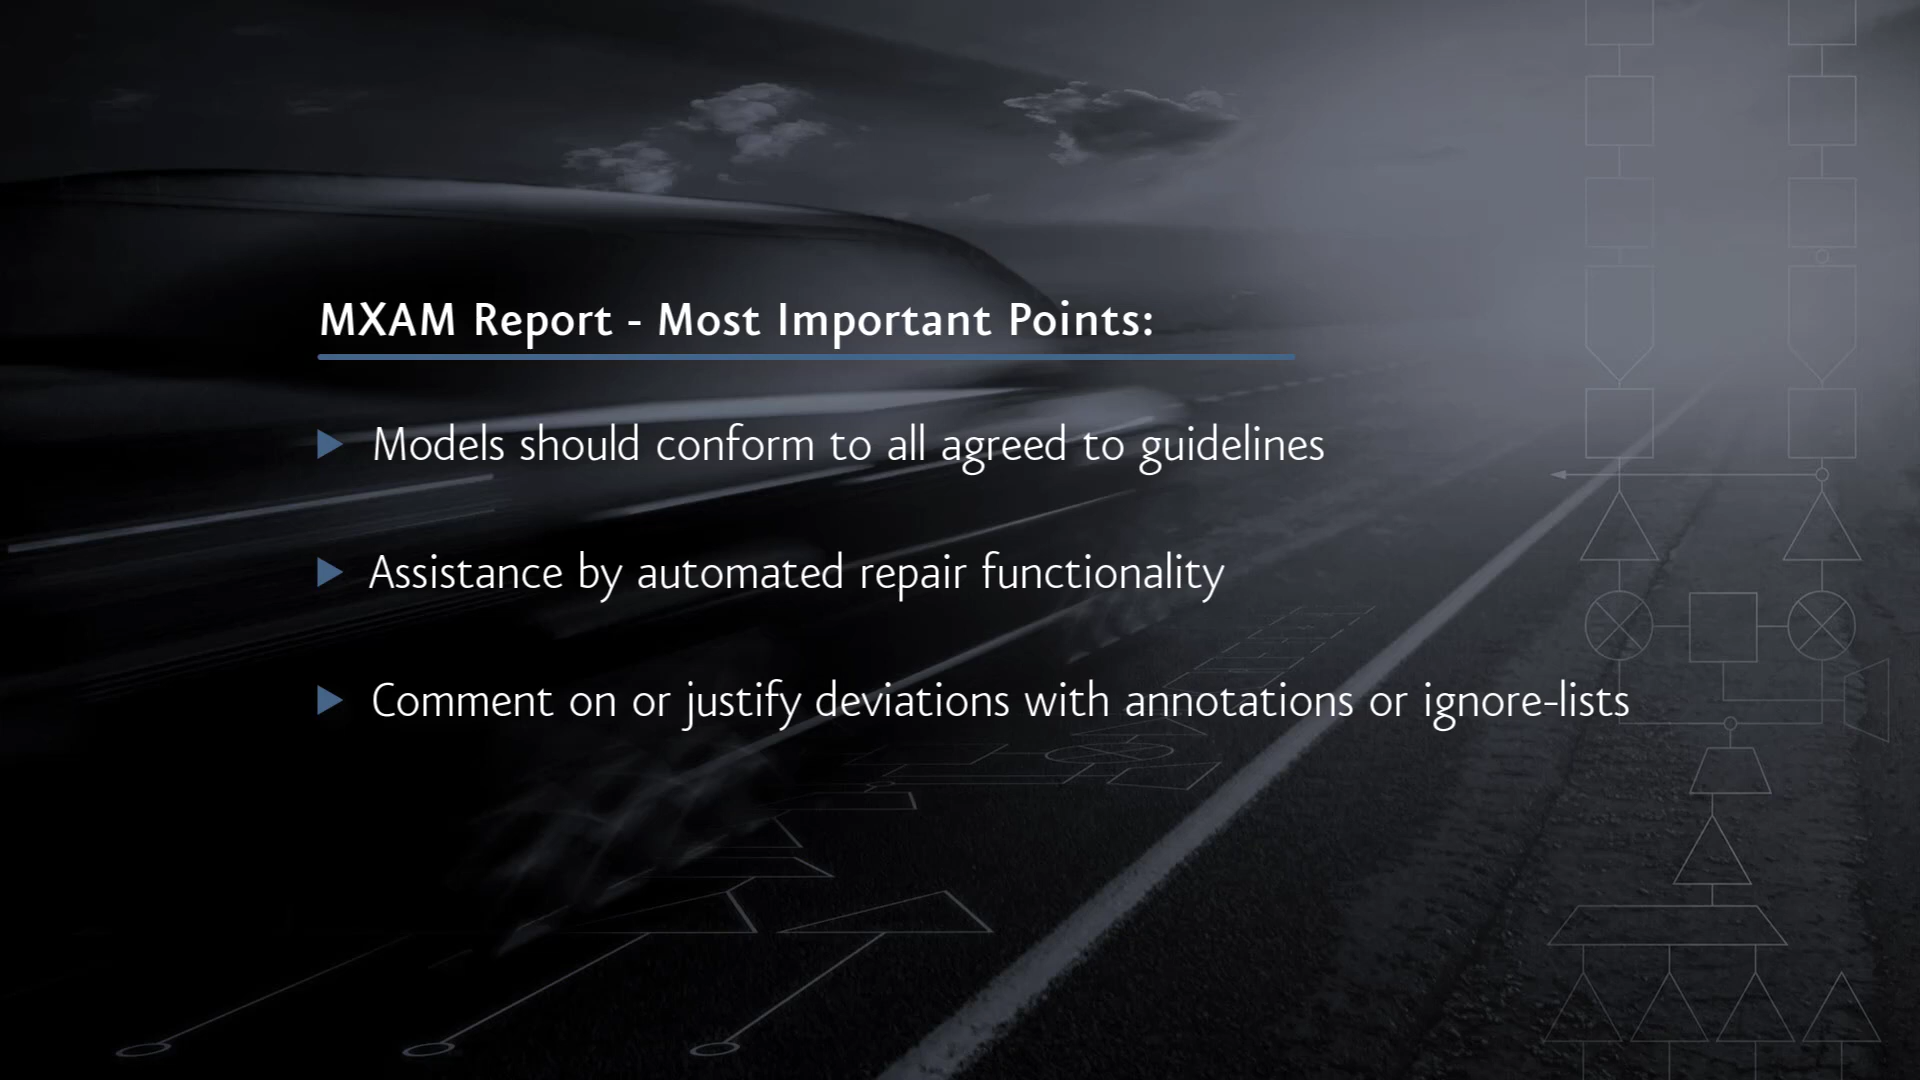 MXAM Report - Most Important Points:
Models should conform to all agreed to guidelines
Assistance by automated repair functionality
Comment on or justify deviations with annotations or ignore-lists